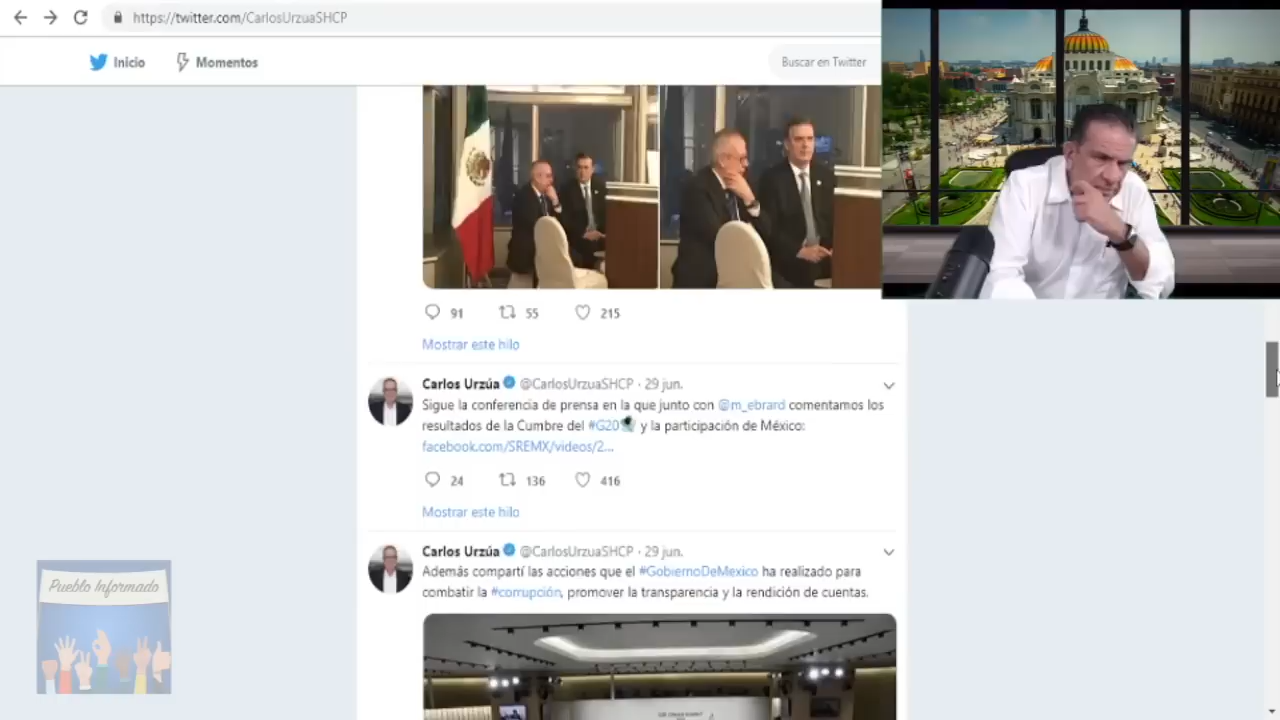 https://twitter.com/CarlosUrzuaSHCP
Inicio
Momentos
Buscar en Twitter
91 55 215
Mostrar este hilo
Carlos Urzúa @CarlosUrzuaSHCP · 29 jun.
Sigue la conferencia de prensa en la que junto con @m_ebrard comentamos los
resultados de la Cumbre del #G20 y la participación de México:
facebook.com/SREMX/videos/2...
24 136 416
Mostrar este hilo
Carlos Urzúa @CarlosUrzuaSHCP · 29 jun.
Además compartí las acciones que el #GobiernoDeMexico ha realizado para
combatir la #corrupción, promover la transparencia y la rendición de cuentas.
Pueblo Informado